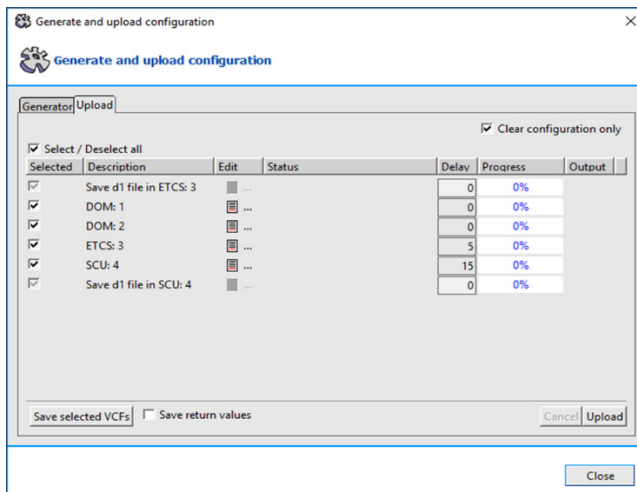 Generate and upload configuration
Generate and upload configuration
Generator Upload
Clear configuration only
Select / Deselect all
Selected Description Edit Status Delay Progress Output
Save d1 file in ETCS: 3 ... 0 0%
DOM: 1 ... 0 0%
DOM: 2 ... 0 0%
ETCS: 3 ... 5 0%
SCU: 4 ... 15 0%
Save d1 file in SCU: 4 ... 0 0%
Save selected VCFs Save return values Cancel Upload
Close